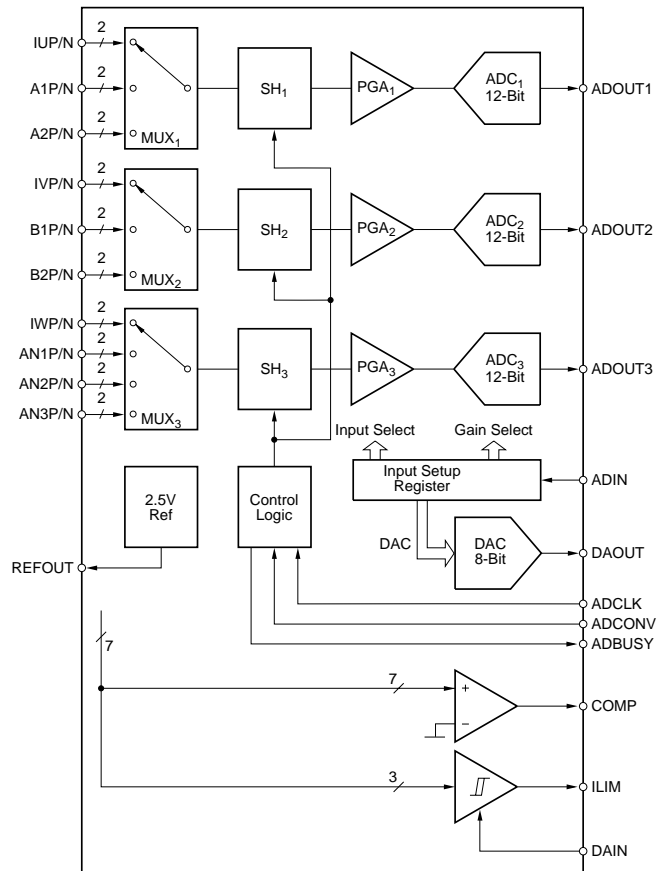 IUP/N
2
A1P/N
2
A2P/N
2
MUX1
SH1
PGA1
ADC1
12-Bit
ADOUT1
IVP/N
2
B1P/N
2
B2P/N
2
MUX2
SH2
PGA2
ADC2
12-Bit
ADOUT2
IWP/N
2
AN1P/N
2
AN2P/N
2
AN3P/N
2
MUX3
SH3
PGA3
ADC3
12-Bit
ADOUT3
Input Select
Gain Select
Input Setup
Register
ADIN
2.5V
Ref
Control
Logic
DAC
DAC
8-Bit
DAOUT
REFOUT
ADCLK
ADCONV
ADBUSY
7
7
+
–
COMP
3
ILIM
DAIN